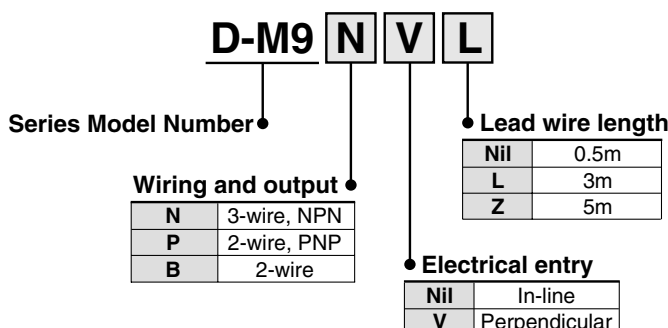 D-M9 N V L
Series Model Number
Lead wire length
Nil 0.5m
L 3m
Z 5m
Wiring and output
N 3-wire, NPN
P 2-wire, PNP
B 2-wire
Electrical entry
Nil In-line
V Perpendicular